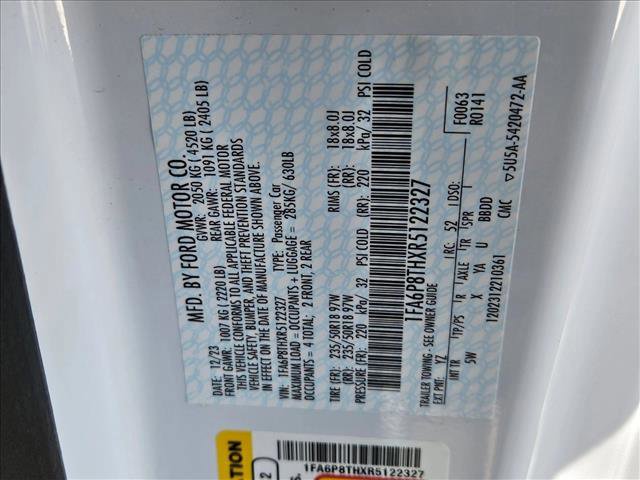 MFD. BY FORD MOTOR CO.
12/23 GVWR: 2050 KG ( 4520 LB)
FRONT GAWR: 1007 KG ( 2220 LB) REAR GAWR: 1091 KG ( 2405 LB)
THIS VEHICLE CONFORMS TO ALL APPLICABLE FEDERAL MOTOR
VEHICLE SAFETY, BUMPER, AND THEFT PREVENTION STANDARDS
IN EFFECT ON THE DATE OF MANUFACTURE SHOWN ABOVE.
VIN: 1FA6P8THXR5122327 TYPE: Passenger Car
MAXIMUM LOAD = OCCUPANTS + LUGGAGE = 285KG/ 630LB
OCCUPANTS = 4 TOTAL; 2 FRONT, 2 REAR
TIRE (FR): 235/50R18 97W RIMS (FR): 18x8.0J
(RR): 235/50R18 97W (RR): 18x8.0J
PRESSURE (FR): 220 kPa/ 32 PSI COLD (RR): 220 kPa/ 32 PSI COLD
1FA6P8THXR5122327
TRAILER TOWING - SEE OWNER GUIDE
EXT PNT: YZ RC: 52 DSO: F0063
R0141
INT TR TP/PS R AXLE TR SPR
5W X YA U BBDD
1202312210361 CMC
▽5U5A-5420472-AA
1FA6P8THXR5122327
2